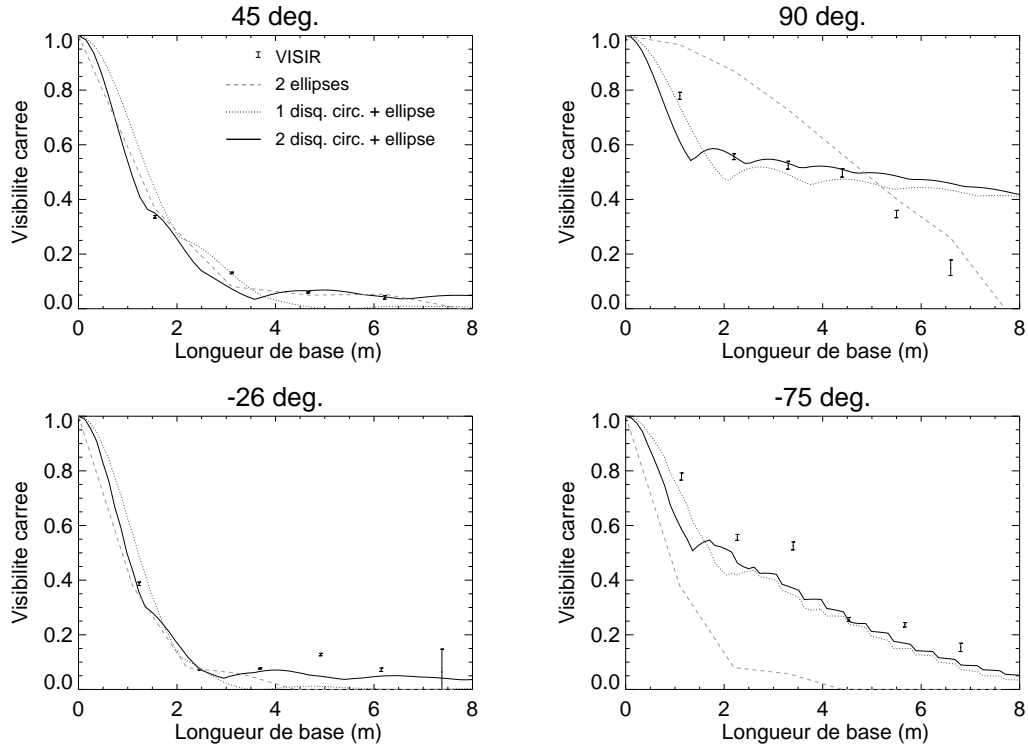 45 deg.
Visibilite carree
1.0
0.8
0.6
0.4
0.2
0.0
VISIR
2 ellipses
1 disq. circ. + ellipse
2 disq. circ. + ellipse
0 2 4 6 8
Longueur de base (m)
90 deg.
Visibilite carree
1.0
0.8
0.6
0.4
0.2
0.0
0 2 4 6 8
Longueur de base (m)
-26 deg.
Visibilite carree
1.0
0.8
0.6
0.4
0.2
0.0
0 2 4 6 8
Longueur de base (m)
-75 deg.
Visibilite carree
1.0
0.8
0.6
0.4
0.2
0.0
0 2 4 6 8
Longueur de base (m)